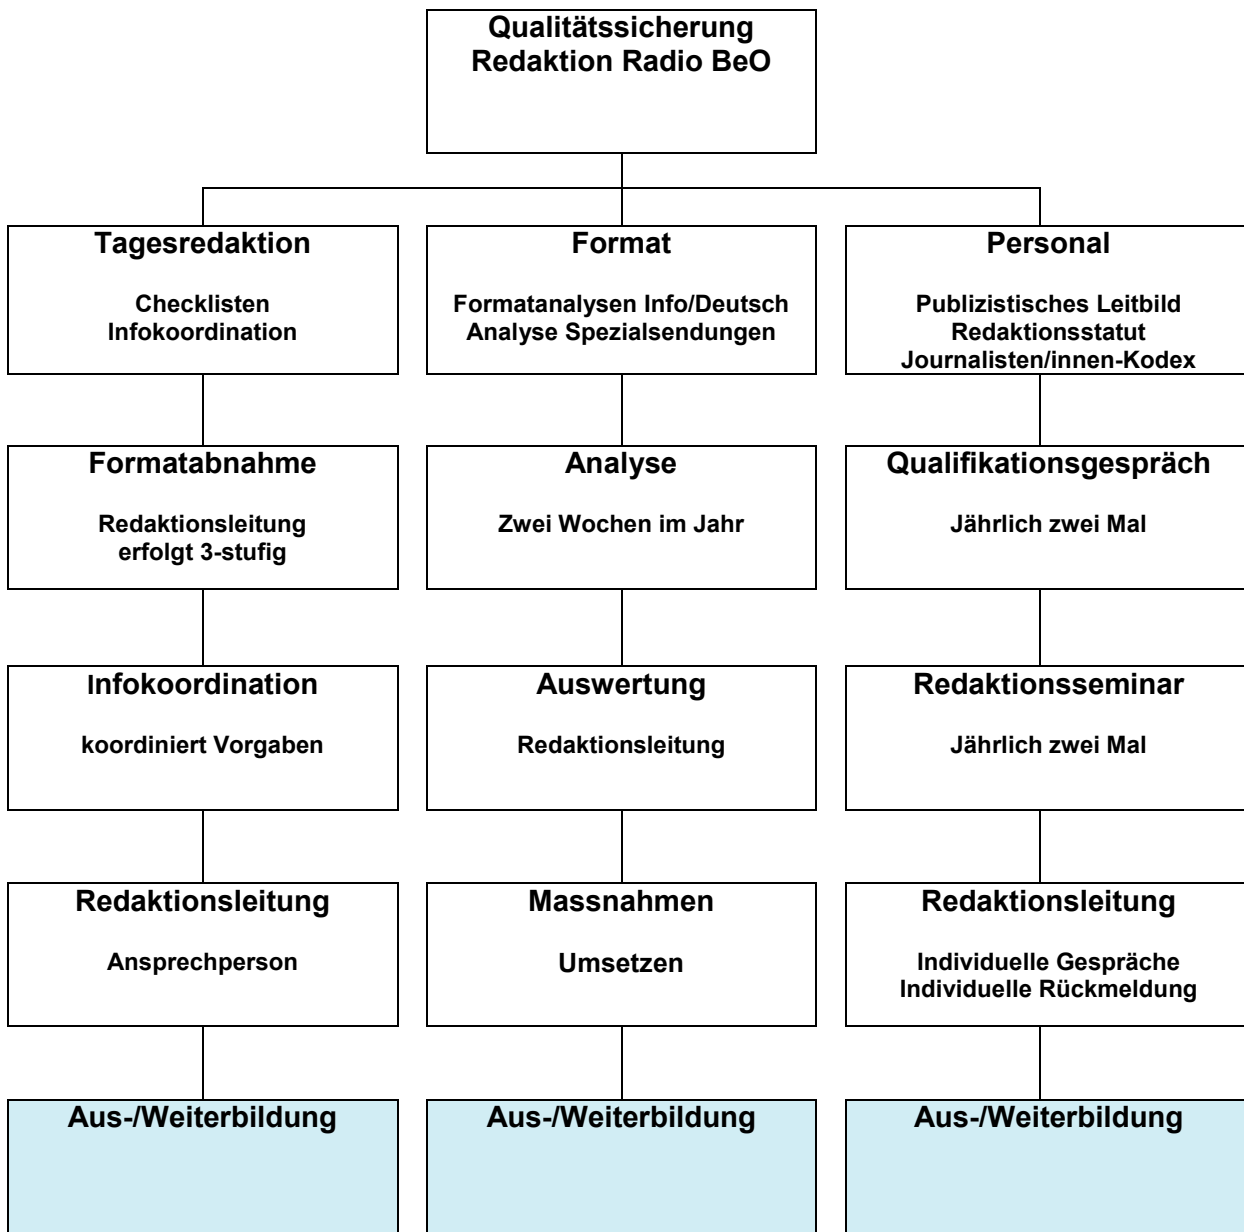 Qualitätssicherung
Redaktion Radio BeO
Tagesredaktion
Checklisten
Infokoordination
Format
Formatanalysen Info/Deutsch
Analyse Spezialsendungen
Personal
Publizistisches Leitbild
Redaktionsstatut
Journalisten/innen-Kodex
Formatabnahme
Redaktionsleitung
erfolgt 3-stufig
Analyse
Zwei Wochen im Jahr
Qualifikationsgespräch
Jährlich zwei Mal
Infokoordination
koordiniert Vorgaben
Auswertung
Redaktionsleitung
Redaktionsseminar
Jährlich zwei Mal
Redaktionsleitung
Ansprechperson
Massnahmen
Umsetzen
Redaktionsleitung
Individuelle Gespräche
Individuelle Rückmeldung
Aus-/Weiterbildung
Aus-/Weiterbildung
Aus-/Weiterbildung